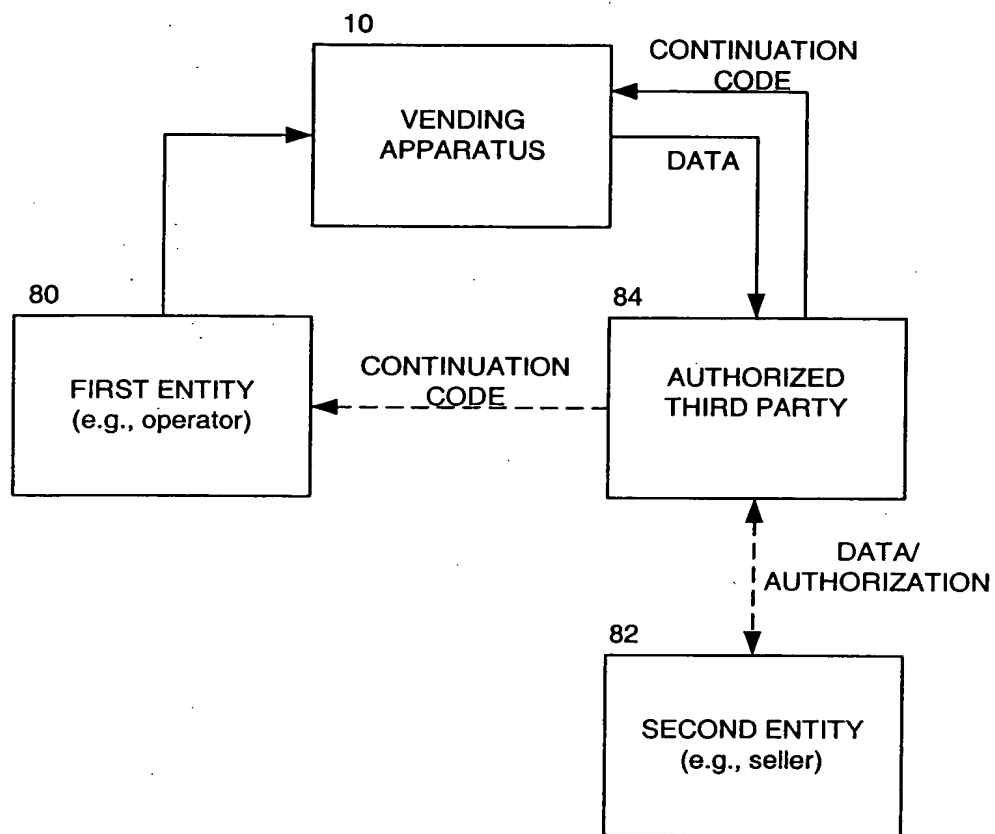 10
VENDING
APPARATUS
CONTINUATION
CODE
DATA
80
FIRST ENTITY
(e.g., operator)
CONTINUATION
CODE
84
AUTHORIZED
THIRD PARTY
DATA/
AUTHORIZATION
82
SECOND ENTITY
(e.g., seller)